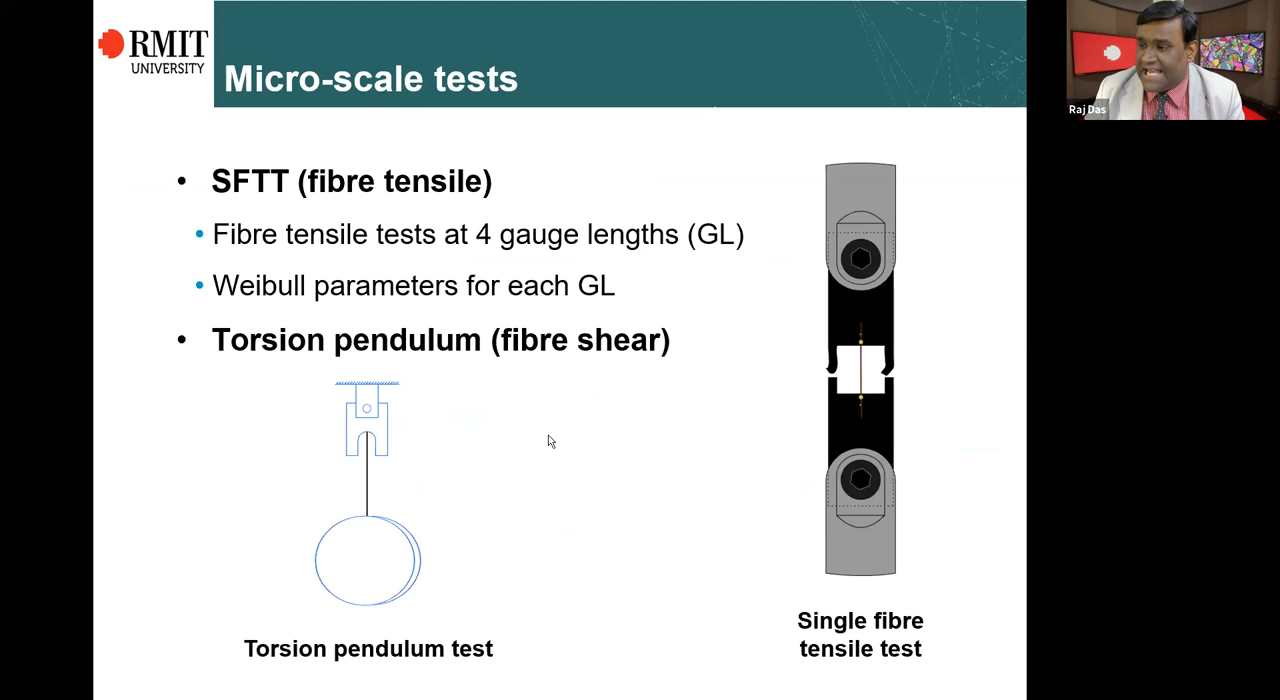 RMIT
UNIVERSITY
Micro-scale tests
Raj Das
• SFTT (fibre tensile)
• Fibre tensile tests at 4 gauge lengths (GL)
• Weibull parameters for each GL
• Torsion pendulum (fibre shear)
Torsion pendulum test
Single fibre
tensile test